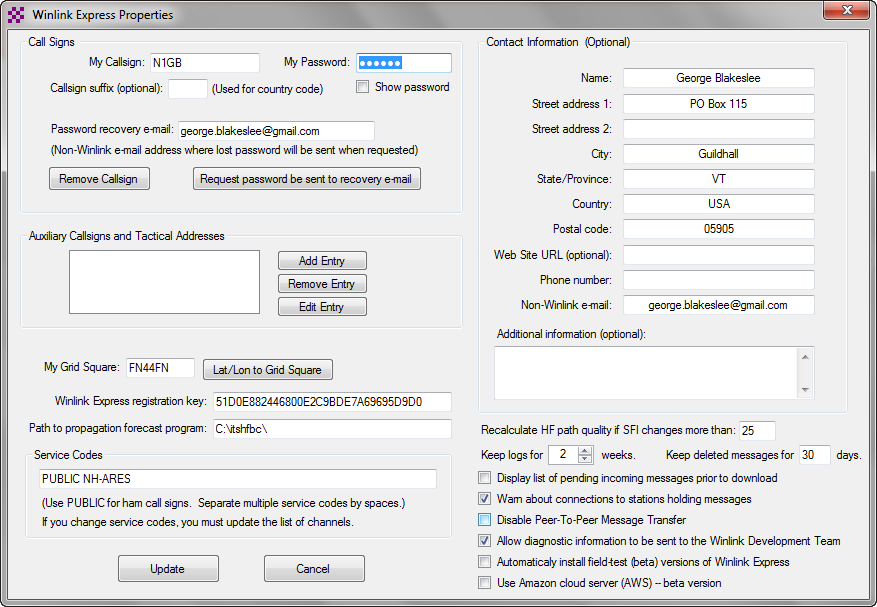 Winlink Express Properties
Call Signs
My Callsign: N1GB My Password: ●●●●●●
Callsign suffix (optional): (Used for country code) Show password
Password recovery e-mail: george.blakeslee@gmail.com
(Non-Winlink e-mail address where lost password will be sent when requested)
Remove Callsign Request password be sent to recovery e-mail
Auxiliary Callsigns and Tactical Addresses
Add Entry
Remove Entry
Edit Entry
My Grid Square: FN44FN Lat/Lon to Grid Square
Winlink Express registration key: 51D0E882446800E2C9BDE7A69695D9D0
Path to propagation forecast program: C:\itshfbc\
Service Codes
PUBLIC NH-ARES
(Use PUBLIC for ham call signs. Separate multiple service codes by spaces.)
If you change service codes, you must update the list of channels.
Update Cancel
Contact Information (Optional)
Name: George Blakeslee
Street address 1: PO Box 115
Street address 2:
City: Guildhall
State/Province: VT
Country: USA
Postal code: 05905
Web Site URL (optional):
Phone number:
Non-Winlink e-mail: george.blakeslee@gmail.com
Additional information (optional):
Recalculate HF path quality if SFI changes more than: 25
Keep logs for 2 weeks. Keep deleted messages for 30 days.
Display list of pending incoming messages prior to download
Warn about connections to stations holding messages
Disable Peer-To-Peer Message Transfer
Allow diagnostic information to be sent to the Winlink Development Team
Automaticaly install field-test (beta) versions of Winlink Express
Use Amazon cloud server (AWS) -- beta version